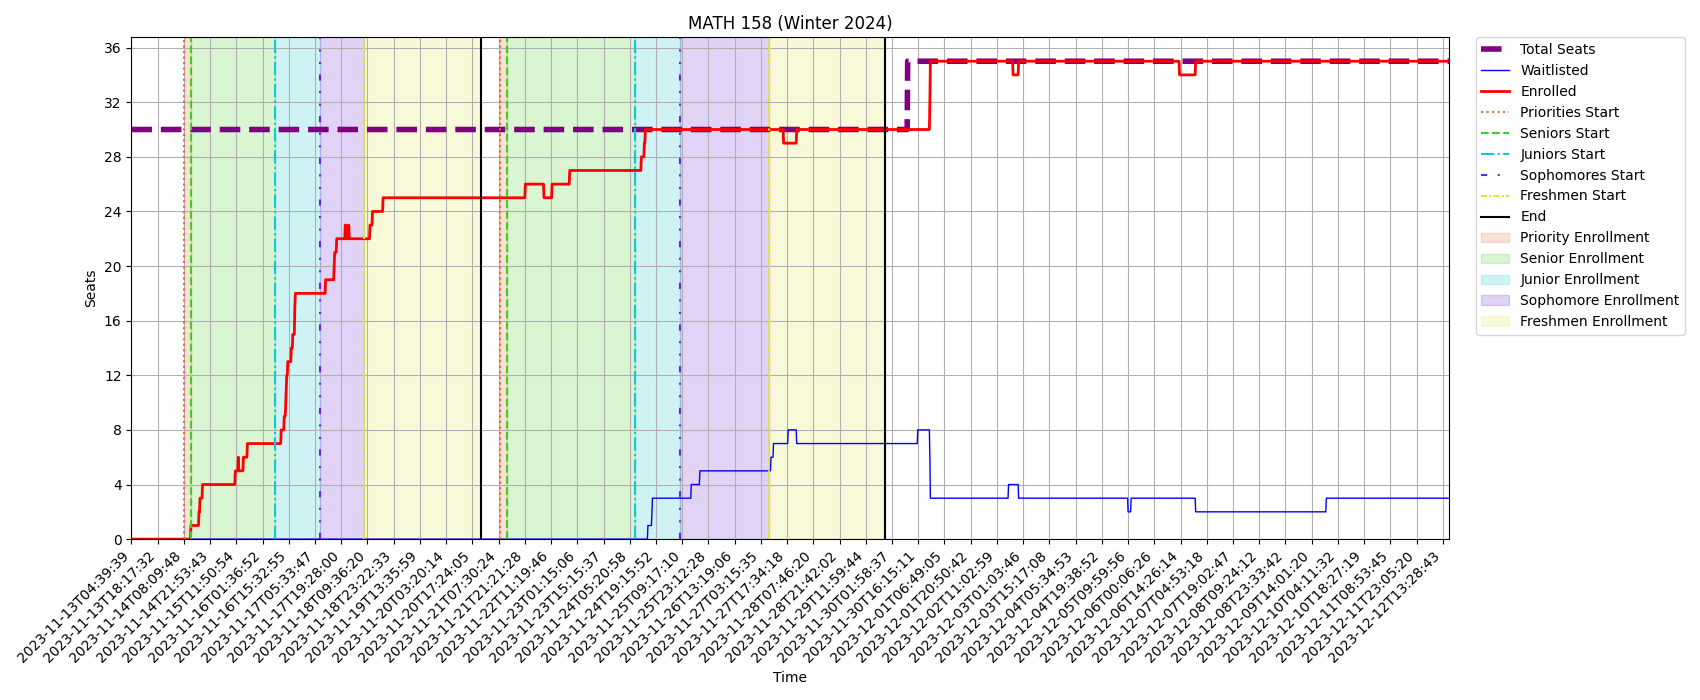 MATH 158 (Winter 2024)
Seats
36
32
28
24
20
16
12
8
4
0
2023-11-13T04:39:39
2023-11-13T18:17:32
2023-11-14T08:09:48
2023-11-14T21:53:43
2023-11-15T11:50:54
2023-11-16T01:36:52
2023-11-16T15:32:55
2023-11-17T05:33:47
2023-11-17T19:28:00
2023-11-18T09:36:20
2023-11-18T23:22:33
2023-11-19T13:35:59
2023-11-20T03:20:14
2023-11-20T17:24:05
2023-11-21T07:30:24
2023-11-21T21:21:28
2023-11-22T11:19:46
2023-11-23T01:15:06
2023-11-23T15:15:37
2023-11-24T05:20:58
2023-11-24T19:15:52
2023-11-25T09:17:10
2023-11-25T23:12:28
2023-11-26T13:19:06
2023-11-27T03:15:35
2023-11-27T17:34:18
2023-11-28T07:46:20
2023-11-28T21:42:02
2023-11-29T11:59:44
2023-11-30T01:58:37
2023-11-30T16:15:11
2023-12-01T06:49:05
2023-12-01T20:50:42
2023-12-02T11:02:59
2023-12-03T01:03:46
2023-12-03T15:17:08
2023-12-04T05:34:53
2023-12-04T19:38:52
2023-12-05T09:59:56
2023-12-06T00:06:26
2023-12-06T14:26:14
2023-12-07T04:53:18
2023-12-07T19:02:47
2023-12-08T09:24:12
2023-12-08T23:33:42
2023-12-09T14:01:20
2023-12-10T04:11:32
2023-12-10T18:27:19
2023-12-11T08:53:45
2023-12-11T23:05:20
2023-12-12T13:28:43
Time
Total Seats
Waitlisted
Enrolled
Priorities Start
Seniors Start
Juniors Start
Sophomores Start
Freshmen Start
End
Priority Enrollment
Senior Enrollment
Junior Enrollment
Sophomore Enrollment
Freshmen Enrollment